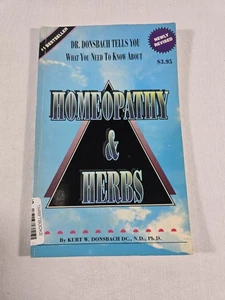 #1 BESTSELLER
DR. DONSBACH TELLS YOU
WHAT YOU NEED TO KNOW ABOUT
NEWLY
REVISED
$3.95
HOMEOPATHY
&
HERBS
By KURT W. DONSBACH DC., N.D., Ph.D.